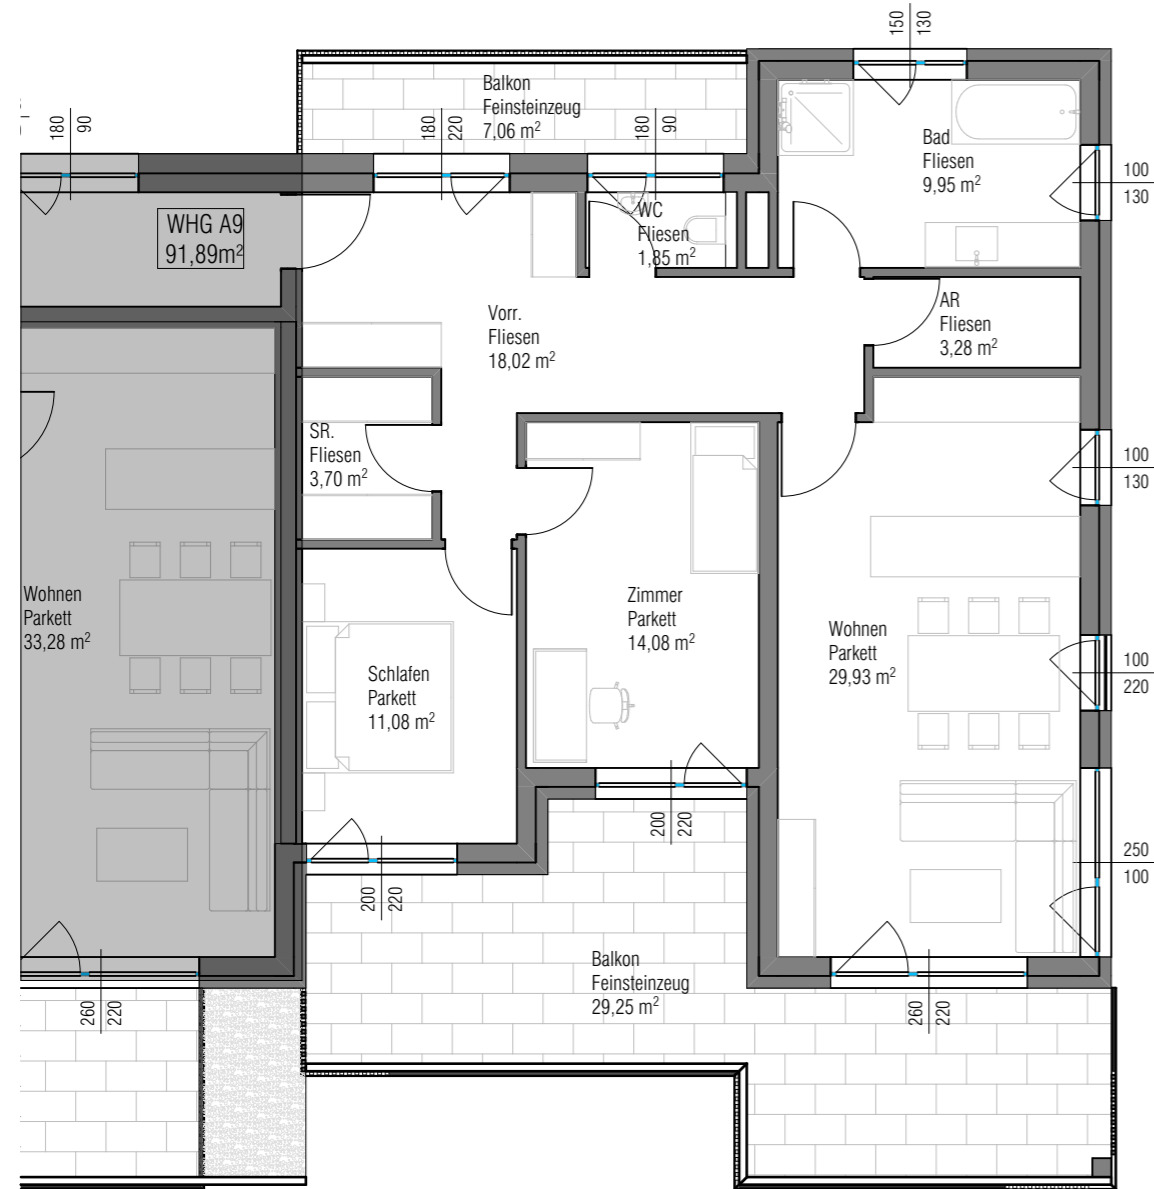 150
130
Balkon
Feinsteinzeug
7,06 m²
180
90
180
220
180
90
Bad
Fliesen
9,95 m²
100
130
WHG A9
91,89m²
WC
Fliesen
1,85 m²
Vorr.
Fliesen
18,02 m²
AR
Fliesen
3,28 m²
SR.
Fliesen
3,70 m²
100
130
Wohnen
Parkett
33,28 m²
Zimmer
Parkett
14,08 m²
Wohnen
Parkett
29,93 m²
100
220
Schlafen
Parkett
11,08 m²
200
220
250
100
200
220
Balkon
Feinsteinzeug
29,25 m²
260
220
260
220